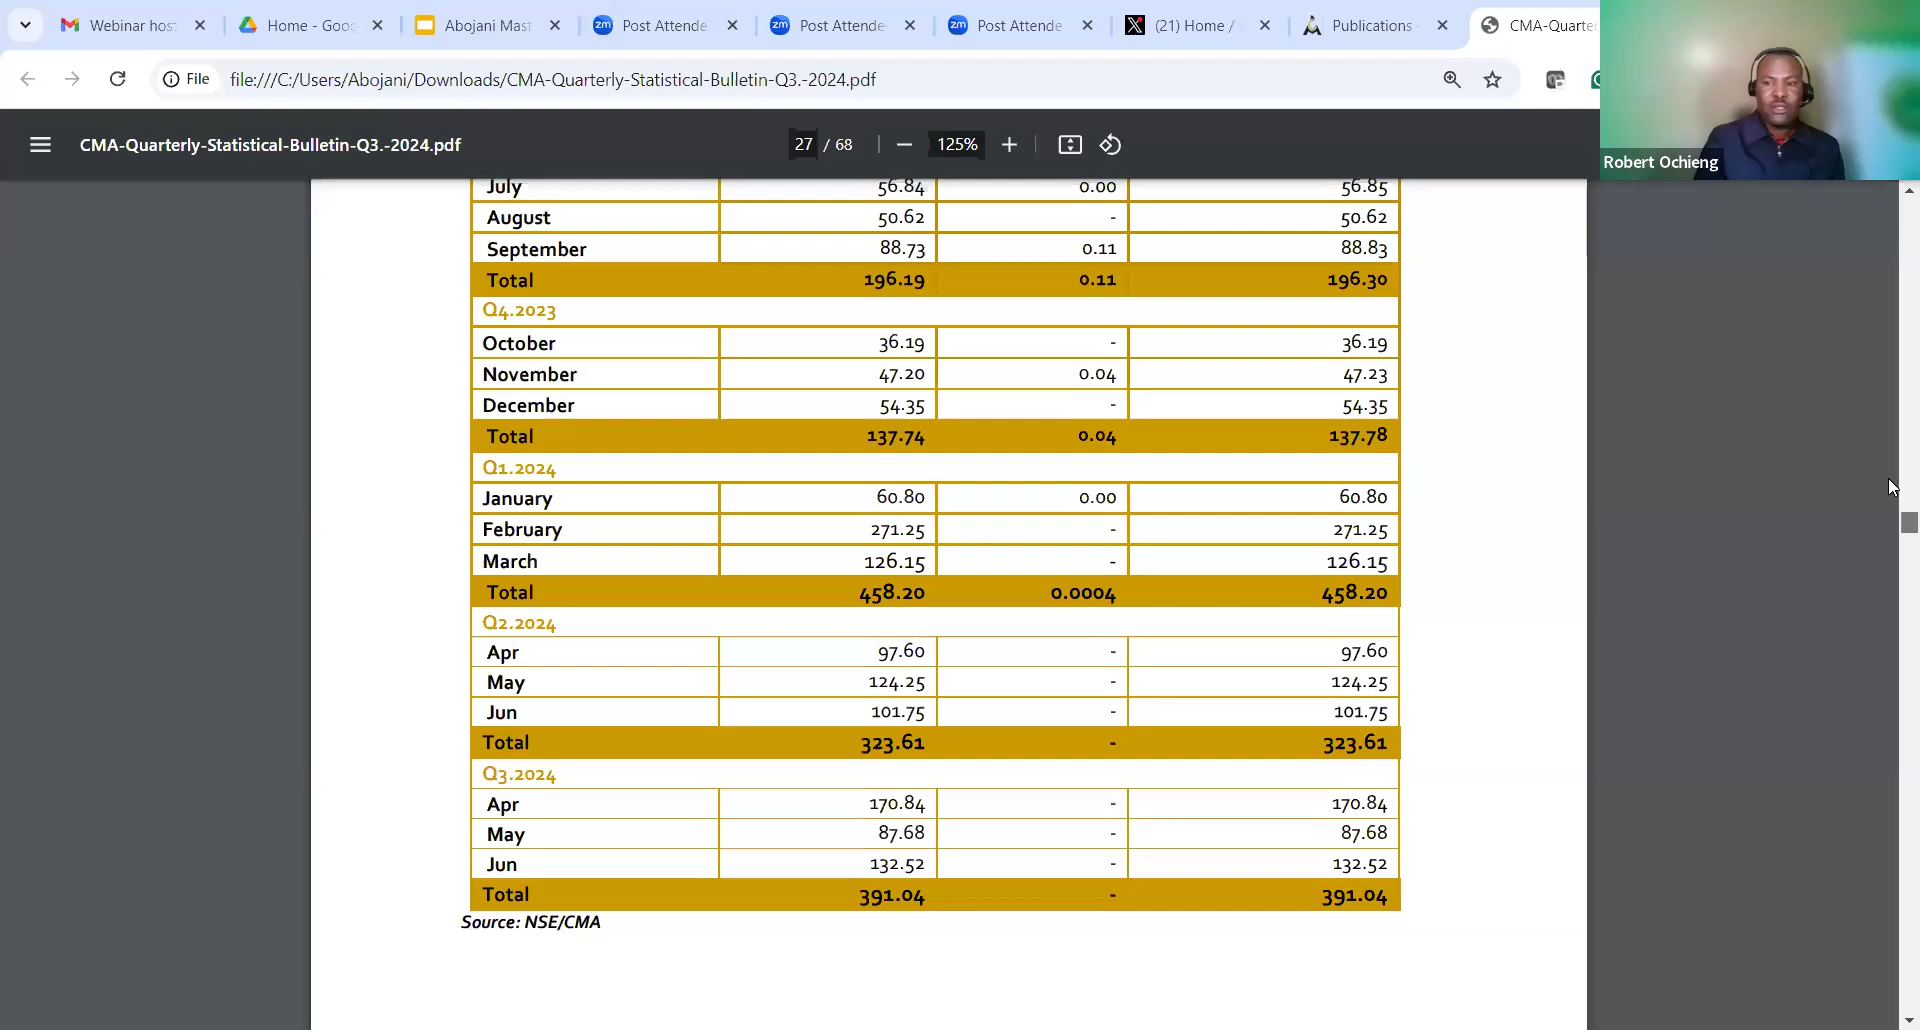 Webinar host
Home - Goog
Abojani Mast
Post Attende
Post Attende
Post Attende
(21) Home /
Publications -
CMA-Quarte
File
file:///C:/Users/Abojani/Downloads/CMA-Quarterly-Statistical-Bulletin-Q3.-2024.pdf
CMA-Quarterly-Statistical-Bulletin-Q3.-2024.pdf
27 / 68
125%
Robert Ochieng
July 56.84 0.00 56.85
August 50.62 - 50.62
September 88.73 0.11 88.83
Total 196.19 0.11 196.30
Q4.2023
October 36.19 - 36.19
November 47.20 0.04 47.23
December 54.35 - 54.35
Total 137.74 0.04 137.78
Q1.2024
January 60.80 0.00 60.80
February 271.25 - 271.25
March 126.15 - 126.15
Total 458.20 0.0004 458.20
Q2.2024
Apr 97.60 - 97.60
May 124.25 - 124.25
Jun 101.75 - 101.75
Total 323.61 - 323.61
Q3.2024
Apr 170.84 - 170.84
May 87.68 - 87.68
Jun 132.52 - 132.52
Total 391.04 - 391.04
Source: NSE/CMA